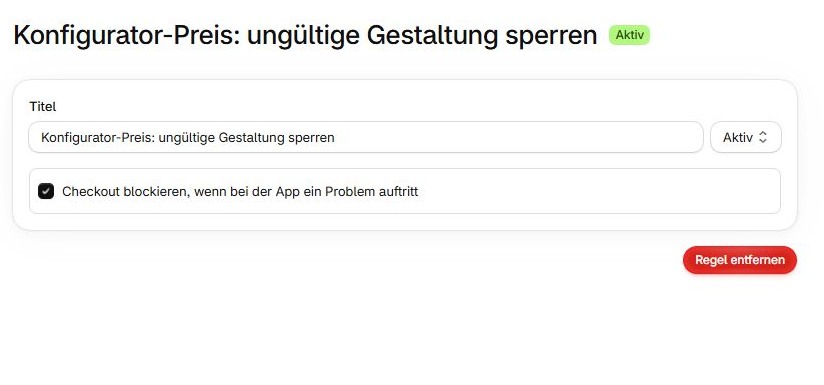 Konfigurator-Preis: ungültige Gestaltung sperren Aktiv
Titel
Konfigurator-Preis: ungültige Gestaltung sperren Aktiv
Checkout blockieren, wenn bei der App ein Problem auftritt
Regel entfernen